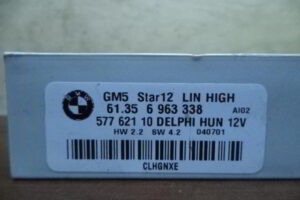 GM5 Star12 LIN HIGH
61.35 6 963 338 AI02
577 621 10 DELPHI HUN 12V
HW 2.2 SW 4.2 040701
CLHGNXE